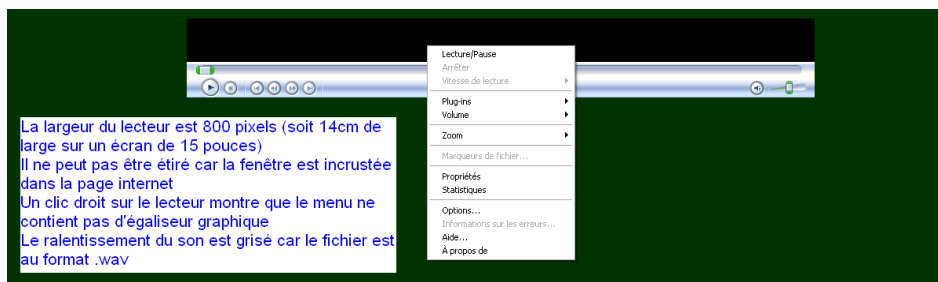 Lecture/Pause
Arrêter
Vitesse de lecture
Plug-ins
Volume
Zoom
Marqueurs de fichier...
Propriétés
Statistiques
Options...
Informations sur les erreurs...
Aide...
À propos de
La largeur du lecteur est 800 pixels (soit 14cm de
large sur un écran de 15 pouces)
Il ne peut pas être étiré car la fenêtre est incrustée
dans la page internet
Un clic droit sur le lecteur montre que le menu ne
contient pas d'égaliseur graphique
Le ralentissement du son est grisé car le fichier est
au format .wav